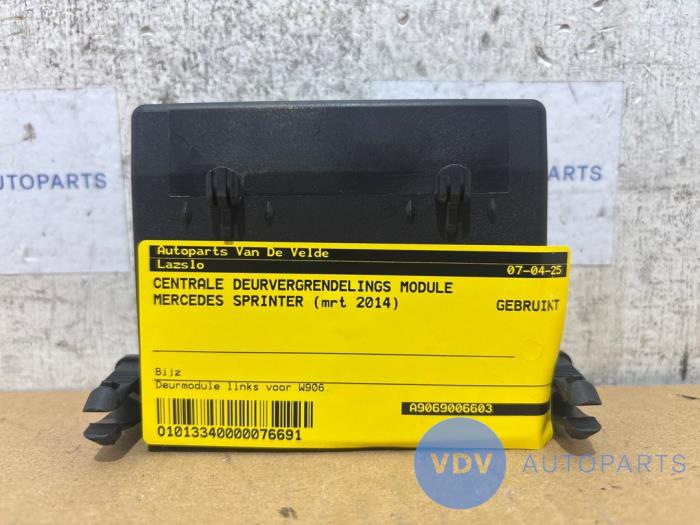 AUTOPARTS
AUTOPARTS
Autoparts Van De Velde
Lazslo 07-04-25
CENTRALE DEURVERGRENDELINGS MODULE
MERCEDES SPRINTER (mrt 2014) GEBRUIKT
Bijz
Deurmodule links voor W906.
A9069006603
01013340000076691
VDV AUTOPARTS